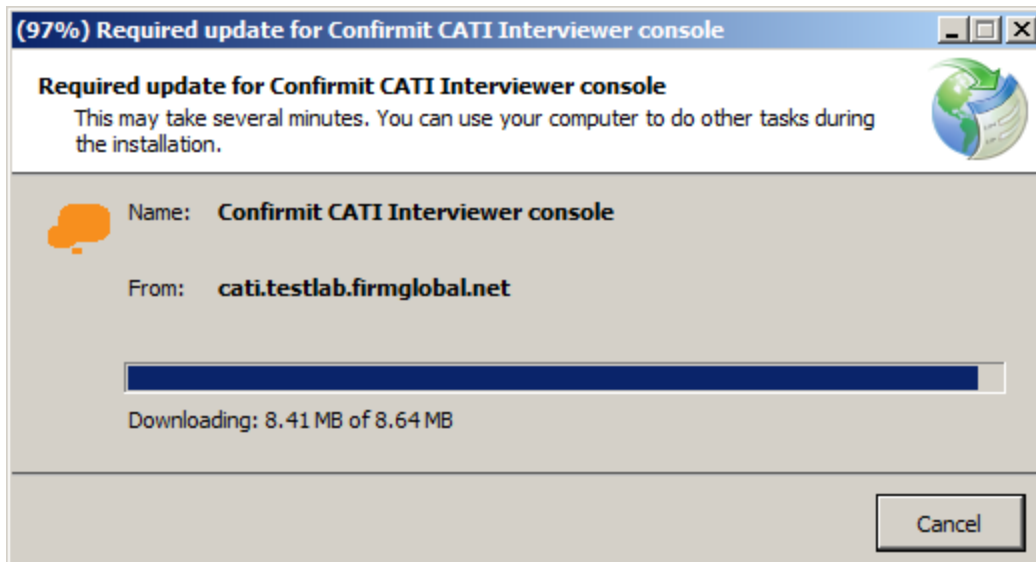 (97%) Required update for Confirmit CATI Interviewer console
Required update for Confirmit CATI Interviewer console
This may take several minutes. You can use your computer to do other tasks during
the installation.
Name: Confirmit CATI Interviewer console
From: cati.testlab.firmglobal.net
Downloading: 8.41 MB of 8.64 MB
Cancel